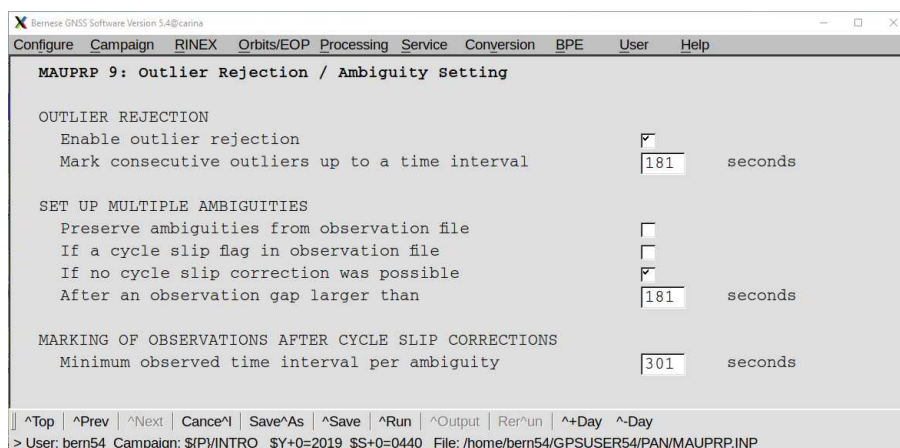 Bernese GNSS Software Version 5.4@carina
Configure Campaign RINEX Orbits/EOP Processing Service Conversion BPE User Help
MAUPRP 9: Outlier Rejection / Ambiguity Setting
OUTLIER REJECTION
Enable outlier rejection
Mark consecutive outliers up to a time interval 181 seconds
SET UP MULTIPLE AMBIGUITIES
Preserve ambiguities from observation file
If a cycle slip flag in observation file
If no cycle slip correction was possible
After an observation gap larger than 181 seconds
MARKING OF OBSERVATIONS AFTER CYCLE SLIP CORRECTIONS
Minimum observed time interval per ambiguity 301 seconds
^Top | ^Prev | ^Next | Cance^l | Save^As | ^Save | ^Run | ^Output | Rer^un | ^+Day ^-Day
> User: bern54 Campaign: ${P}/INTRO $Y+0=2019 $S+0=0440 File: /home/bern54/GPSUSER54/PAN/MAUPRP.INP